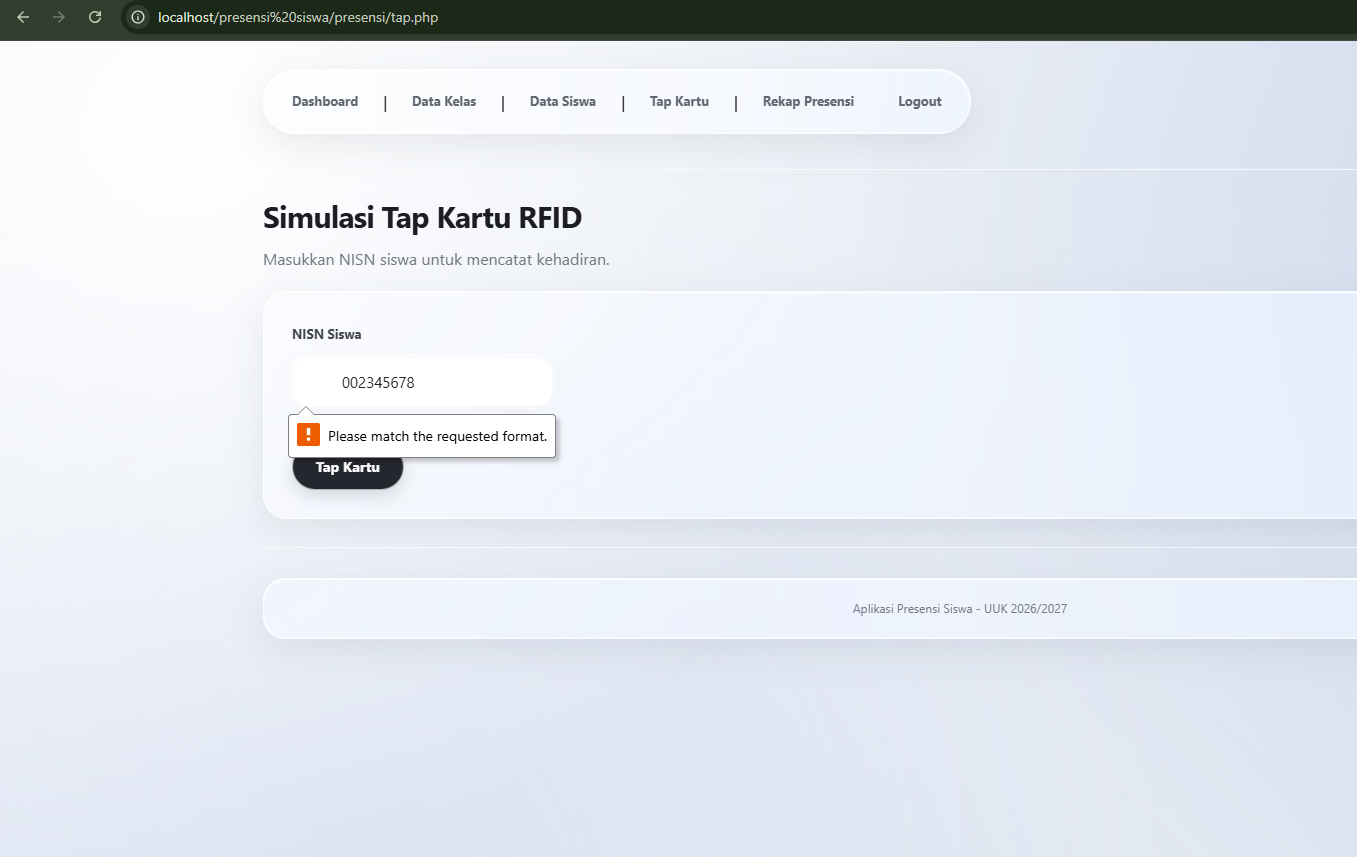 localhost/presensi%20siswa/presensi/tap.php
Dashboard | Data Kelas | Data Siswa | Tap Kartu | Rekap Presensi Logout
Simulasi Tap Kartu RFID
Masukkan NISN siswa untuk mencatat kehadiran.
NISN Siswa
002345678
Please match the requested format.
Tap Kartu
Aplikasi Presensi Siswa - UUK 2026/2027